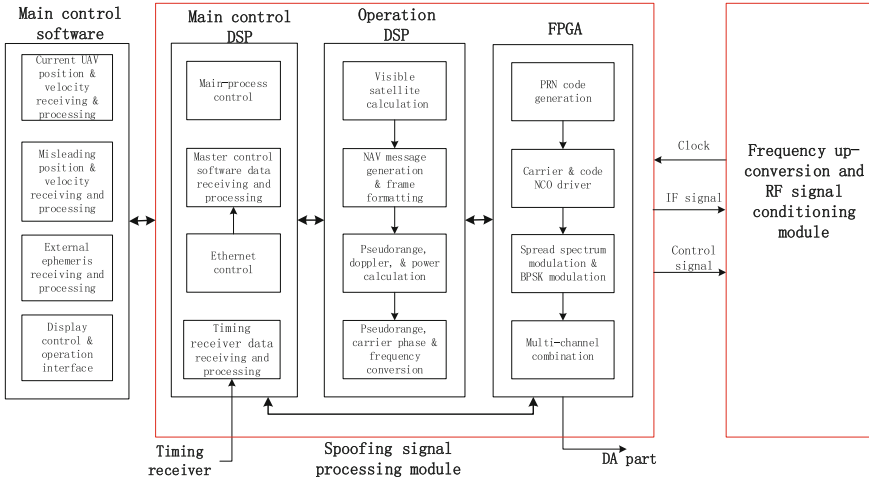 Main control
software
Current UAV
position &
velocity
receiving &
processing
Misleading
position &
velocity
receiving and
processing
External
ephemeris
receiving and
processing
Display
control &
operation
interface
Main control
DSP
Main-process
control
Master control
software data
receiving and
processing
Ethernet
control
Timing
receiver data
receiving and
processing
Operation
DSP
Visible
satellite
calculation
NAV message
generation
& frame
formatting
Pseudorange,
doppler, & power
calculation
Pseudorange,
carrier phase &
frequency
conversion
FPGA
PRN code
generation
Carrier & code
NCO driver
Spread spectrum
modulation &
BPSK modulation
Multi-channel
combination
Clock
IF signal
Control
signal
Frequency up-
conversion and
RF signal
conditioning
module
Timing
receiver
Spoofing signal
processing module
DA part